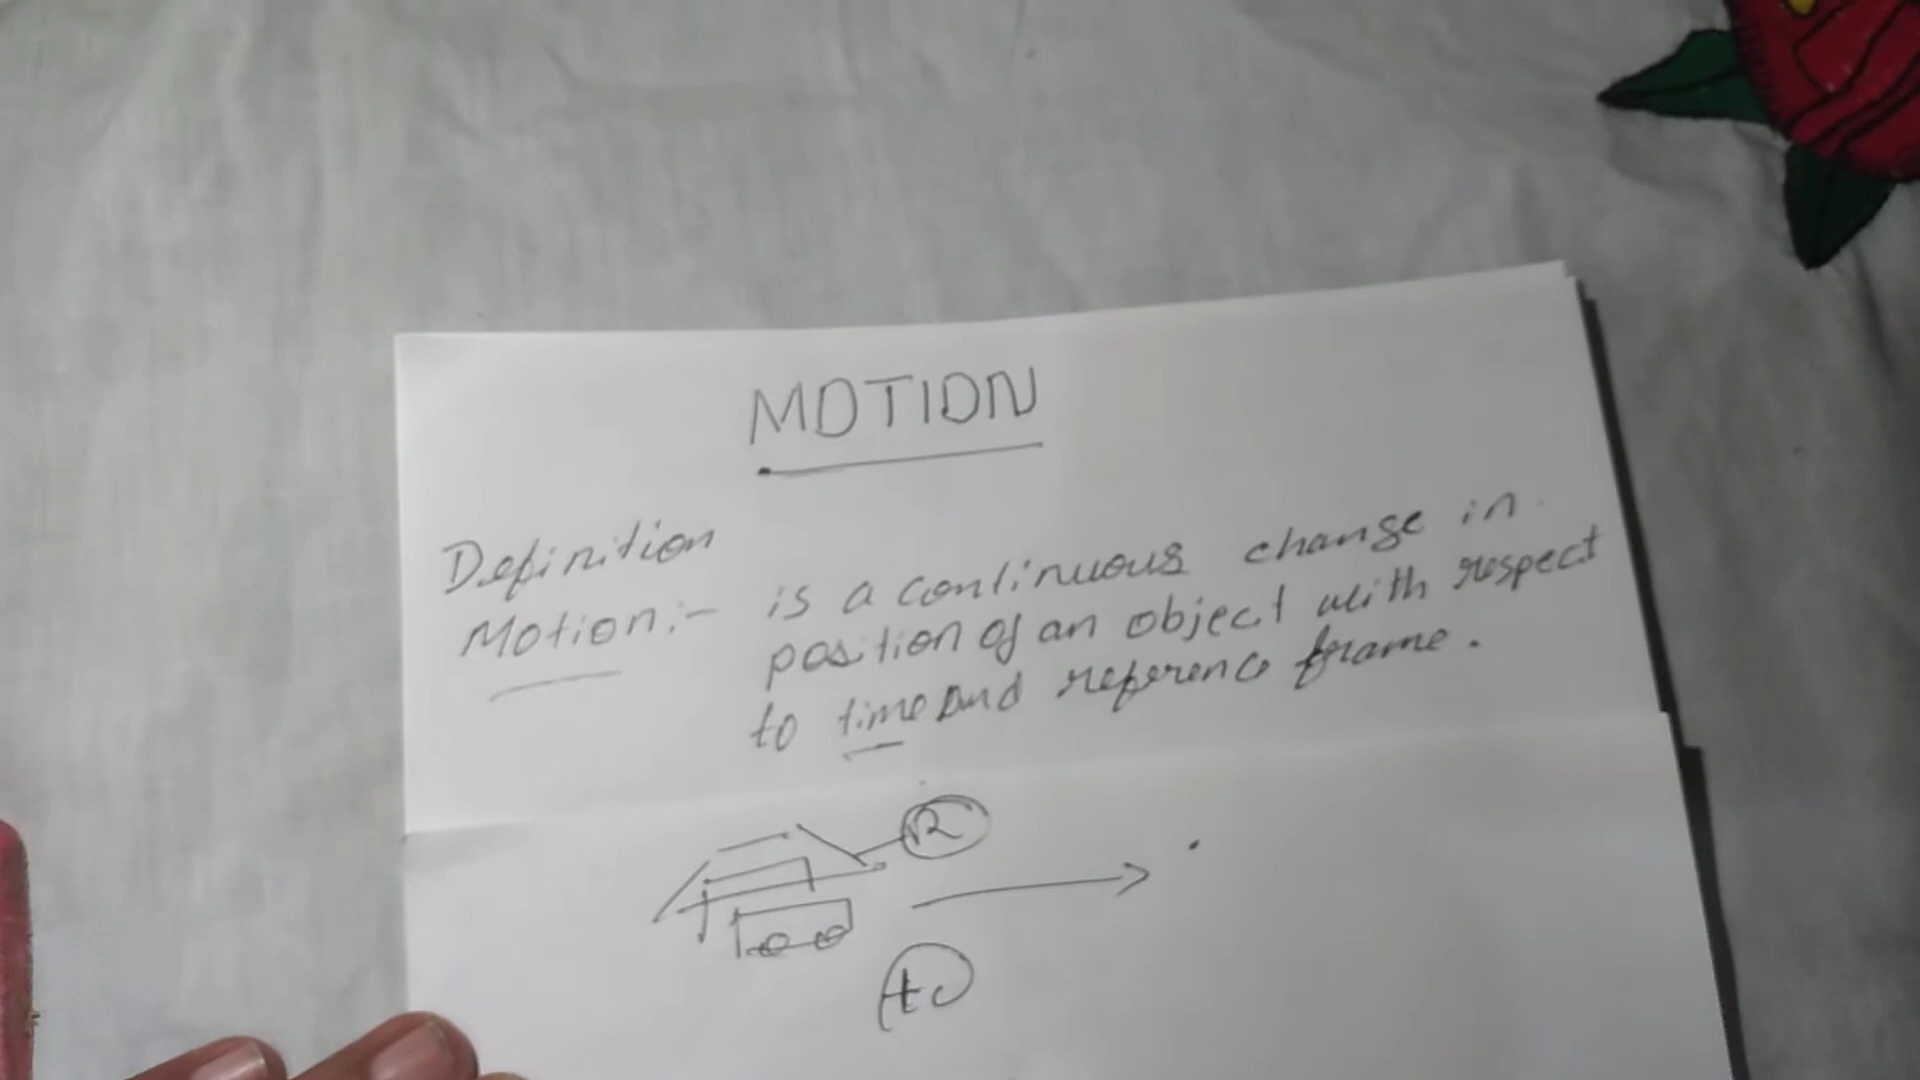 MOTION
Definition
Motion:- is a continuous change in
position of an object with respect
to time and reference frame.
R
t